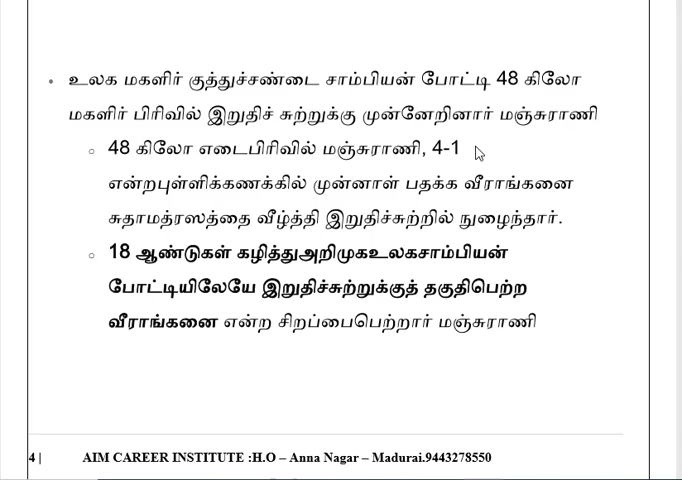 • உலக மகளிர் குத்துச்சண்டை சாம்பியன் போட்டி 48 கிலோ
மகளிர் பிரிவில் இறுதிச் சுற்றுக்கு முன்னேறினார் மஞ்சுராணி
○ 48 கிலோ எடைபிரிவில் மஞ்சுராணி, 4-1
என்றபுள்ளிக்கணக்கில் முன்னாள் பதக்க வீராங்கனை
சுதாமத்ரஸத்தை வீழ்த்தி இறுதிச்சுற்றில் நுழைந்தார்.
○ 18 ஆண்டுகள் கழித்துஅறிமுகஉலகசாம்பியன்
போட்டியிலேயே இறுதிச்சுற்றுக்குத் தகுதிபெற்ற
வீராங்கனை என்ற சிறப்பைபெற்றார் மஞ்சுராணி
4 | AIM CAREER INSTITUTE :H.O – Anna Nagar – Madurai.9443278550